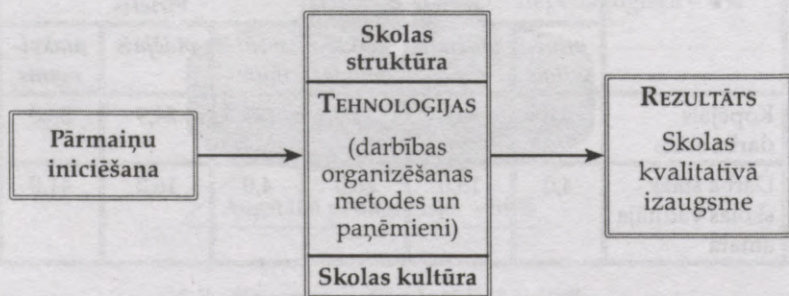 Pārmaiņu
iniciēšana
Skolas
struktūra
TEHNOLOĢIJAS
(darbības
organizēšanas
metodes un
paņēmieni)
Skolas kultūra
REZULTĀTS
Skolas
kvalitatīvā
izaugsme